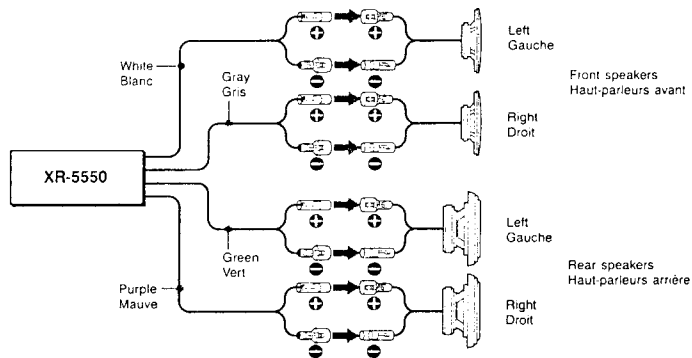 White
Blanc
Gray
Gris
Left
Gauche
Front speakers
Haut-parleurs avant
Right
Droit
XR-5550
Green
Vert
Left
Gauche
Rear speakers
Haut-parleurs arrière
Purple
Mauve
Right
Droit